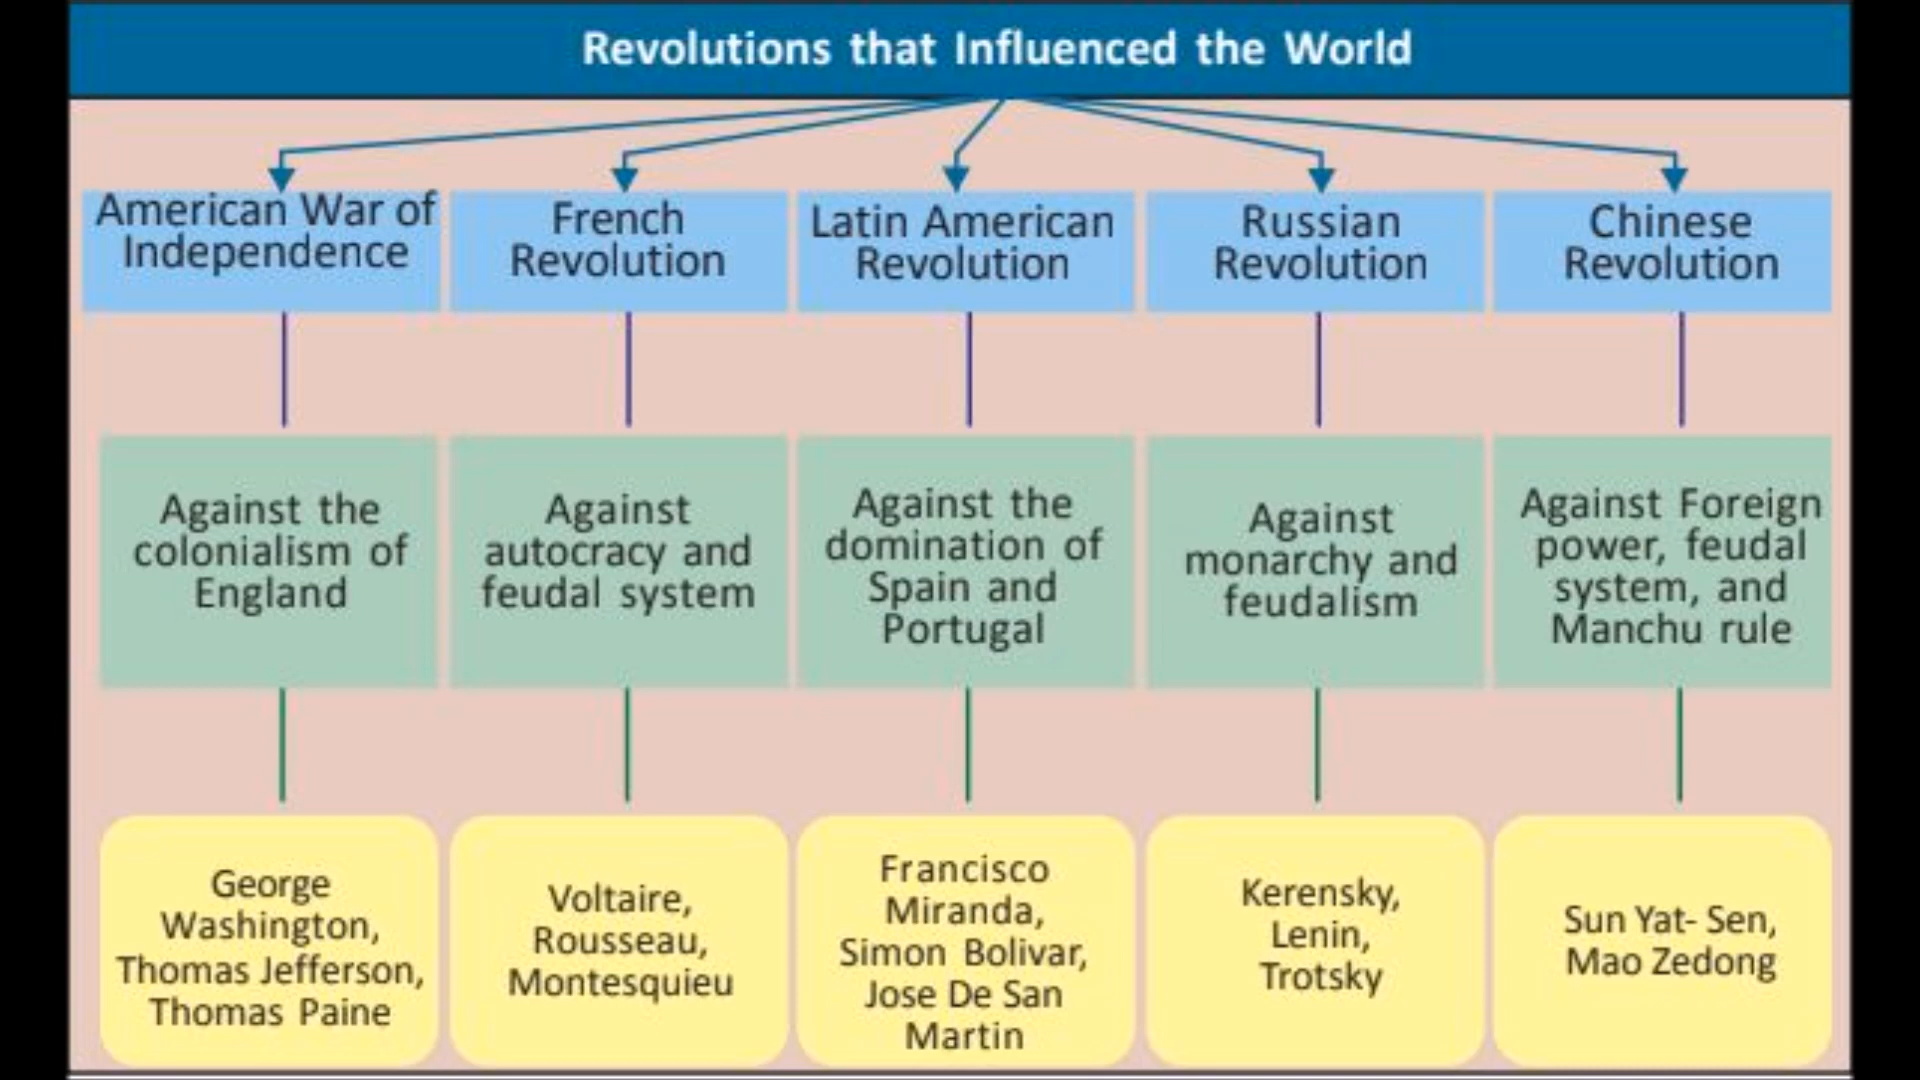 Revolutions that Influenced the World
American War of
Independence
French
Revolution
Latin American
Revolution
Russian
Revolution
Chinese
Revolution
Against the
colonialism of
England
Against
autocracy and
feudal system
Against the
domination of
Spain and
Portugal
Against
monarchy and
feudalism
Against Foreign
power, feudal
system, and
Manchu rule
George
Washington,
Thomas Jefferson,
Thomas Paine
Voltaire,
Rousseau,
Montesquieu
Francisco
Miranda,
Simon Bolivar,
Jose De San
Martin
Kerensky,
Lenin,
Trotsky
Sun Yat- Sen,
Mao Zedong